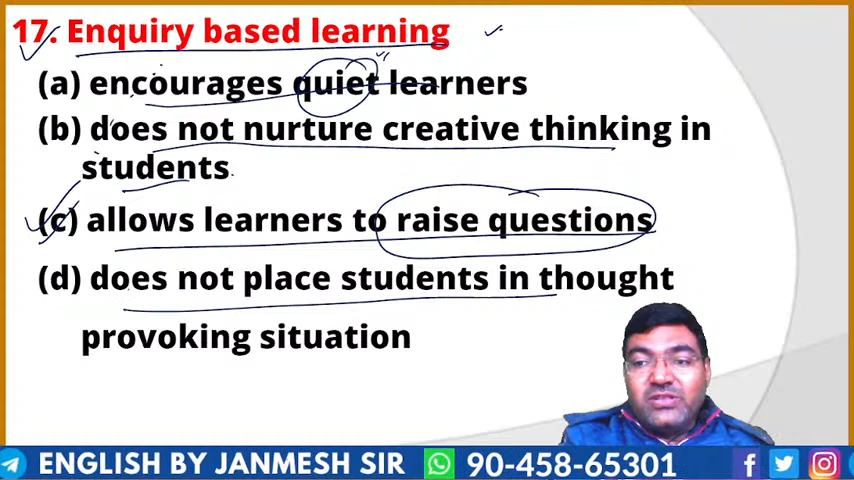 17. Enquiry based learning
(a) encourages quiet learners
(b) does not nurture creative thinking in
students
(c) allows learners to raise questions
(d) does not place students in thought
provoking situation
ENGLISH BY JANMESH SIR 90-458-65301